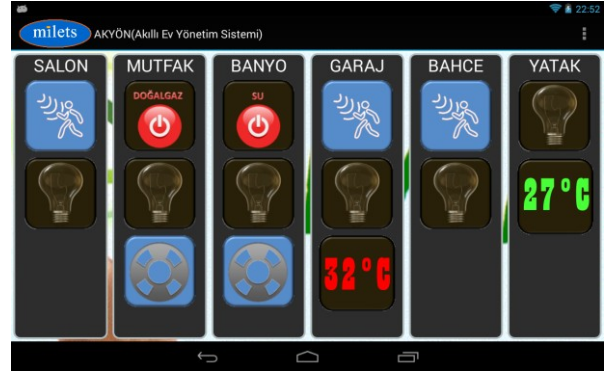 22:52
milets AKYÖN(Akıllı Ev Yönetim Sistemi)
SALON MUTFAK BANYO GARAJ BAHCE YATAK
DOĞALGAZ SU
27°C
32°C